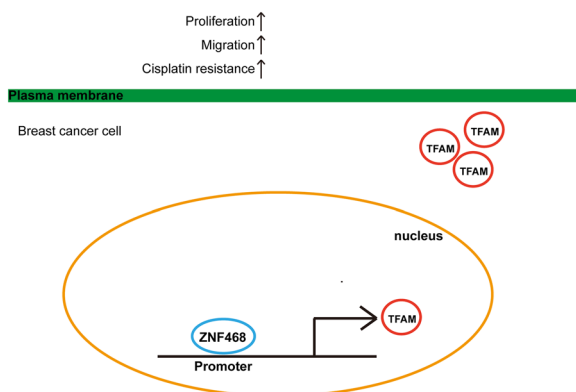 Proliferation ↑
Migration ↑
Cisplatin resistance ↑
Plasma membrane
Breast cancer cell
TFAM
TFAM
TFAM
nucleus
ZNF468
TFAM
Promoter